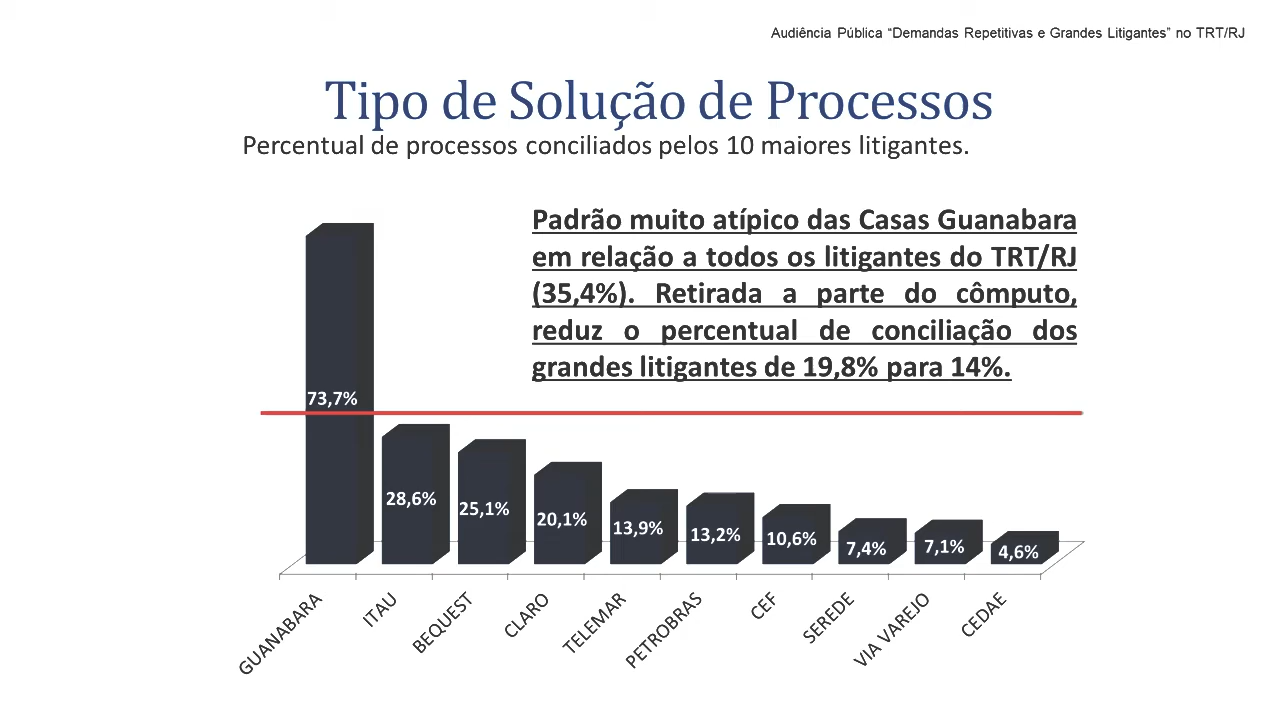 Audiência Pública “Demandas Repetitivas e Grandes Litigantes” no TRT/RJ
Tipo de Solução de Processos
Percentual de processos conciliados pelos 10 maiores litigantes.
Padrão muito atípico das Casas Guanabara
em relação a todos os litigantes do TRT/RJ
(35,4%). Retirada a parte do cômputo,
reduz o percentual de conciliação dos
grandes litigantes de 19,8% para 14%.
73,7%
28,6%
25,1%
20,1%
13,9%
13,2%
10,6%
7,4%
7,1%
4,6%
GUANABARA
ITAU
BEQUEST
CLARO
TELEMAR
PETROBRAS
CEF
SEREDE
VIA VAREJO
CEDAE